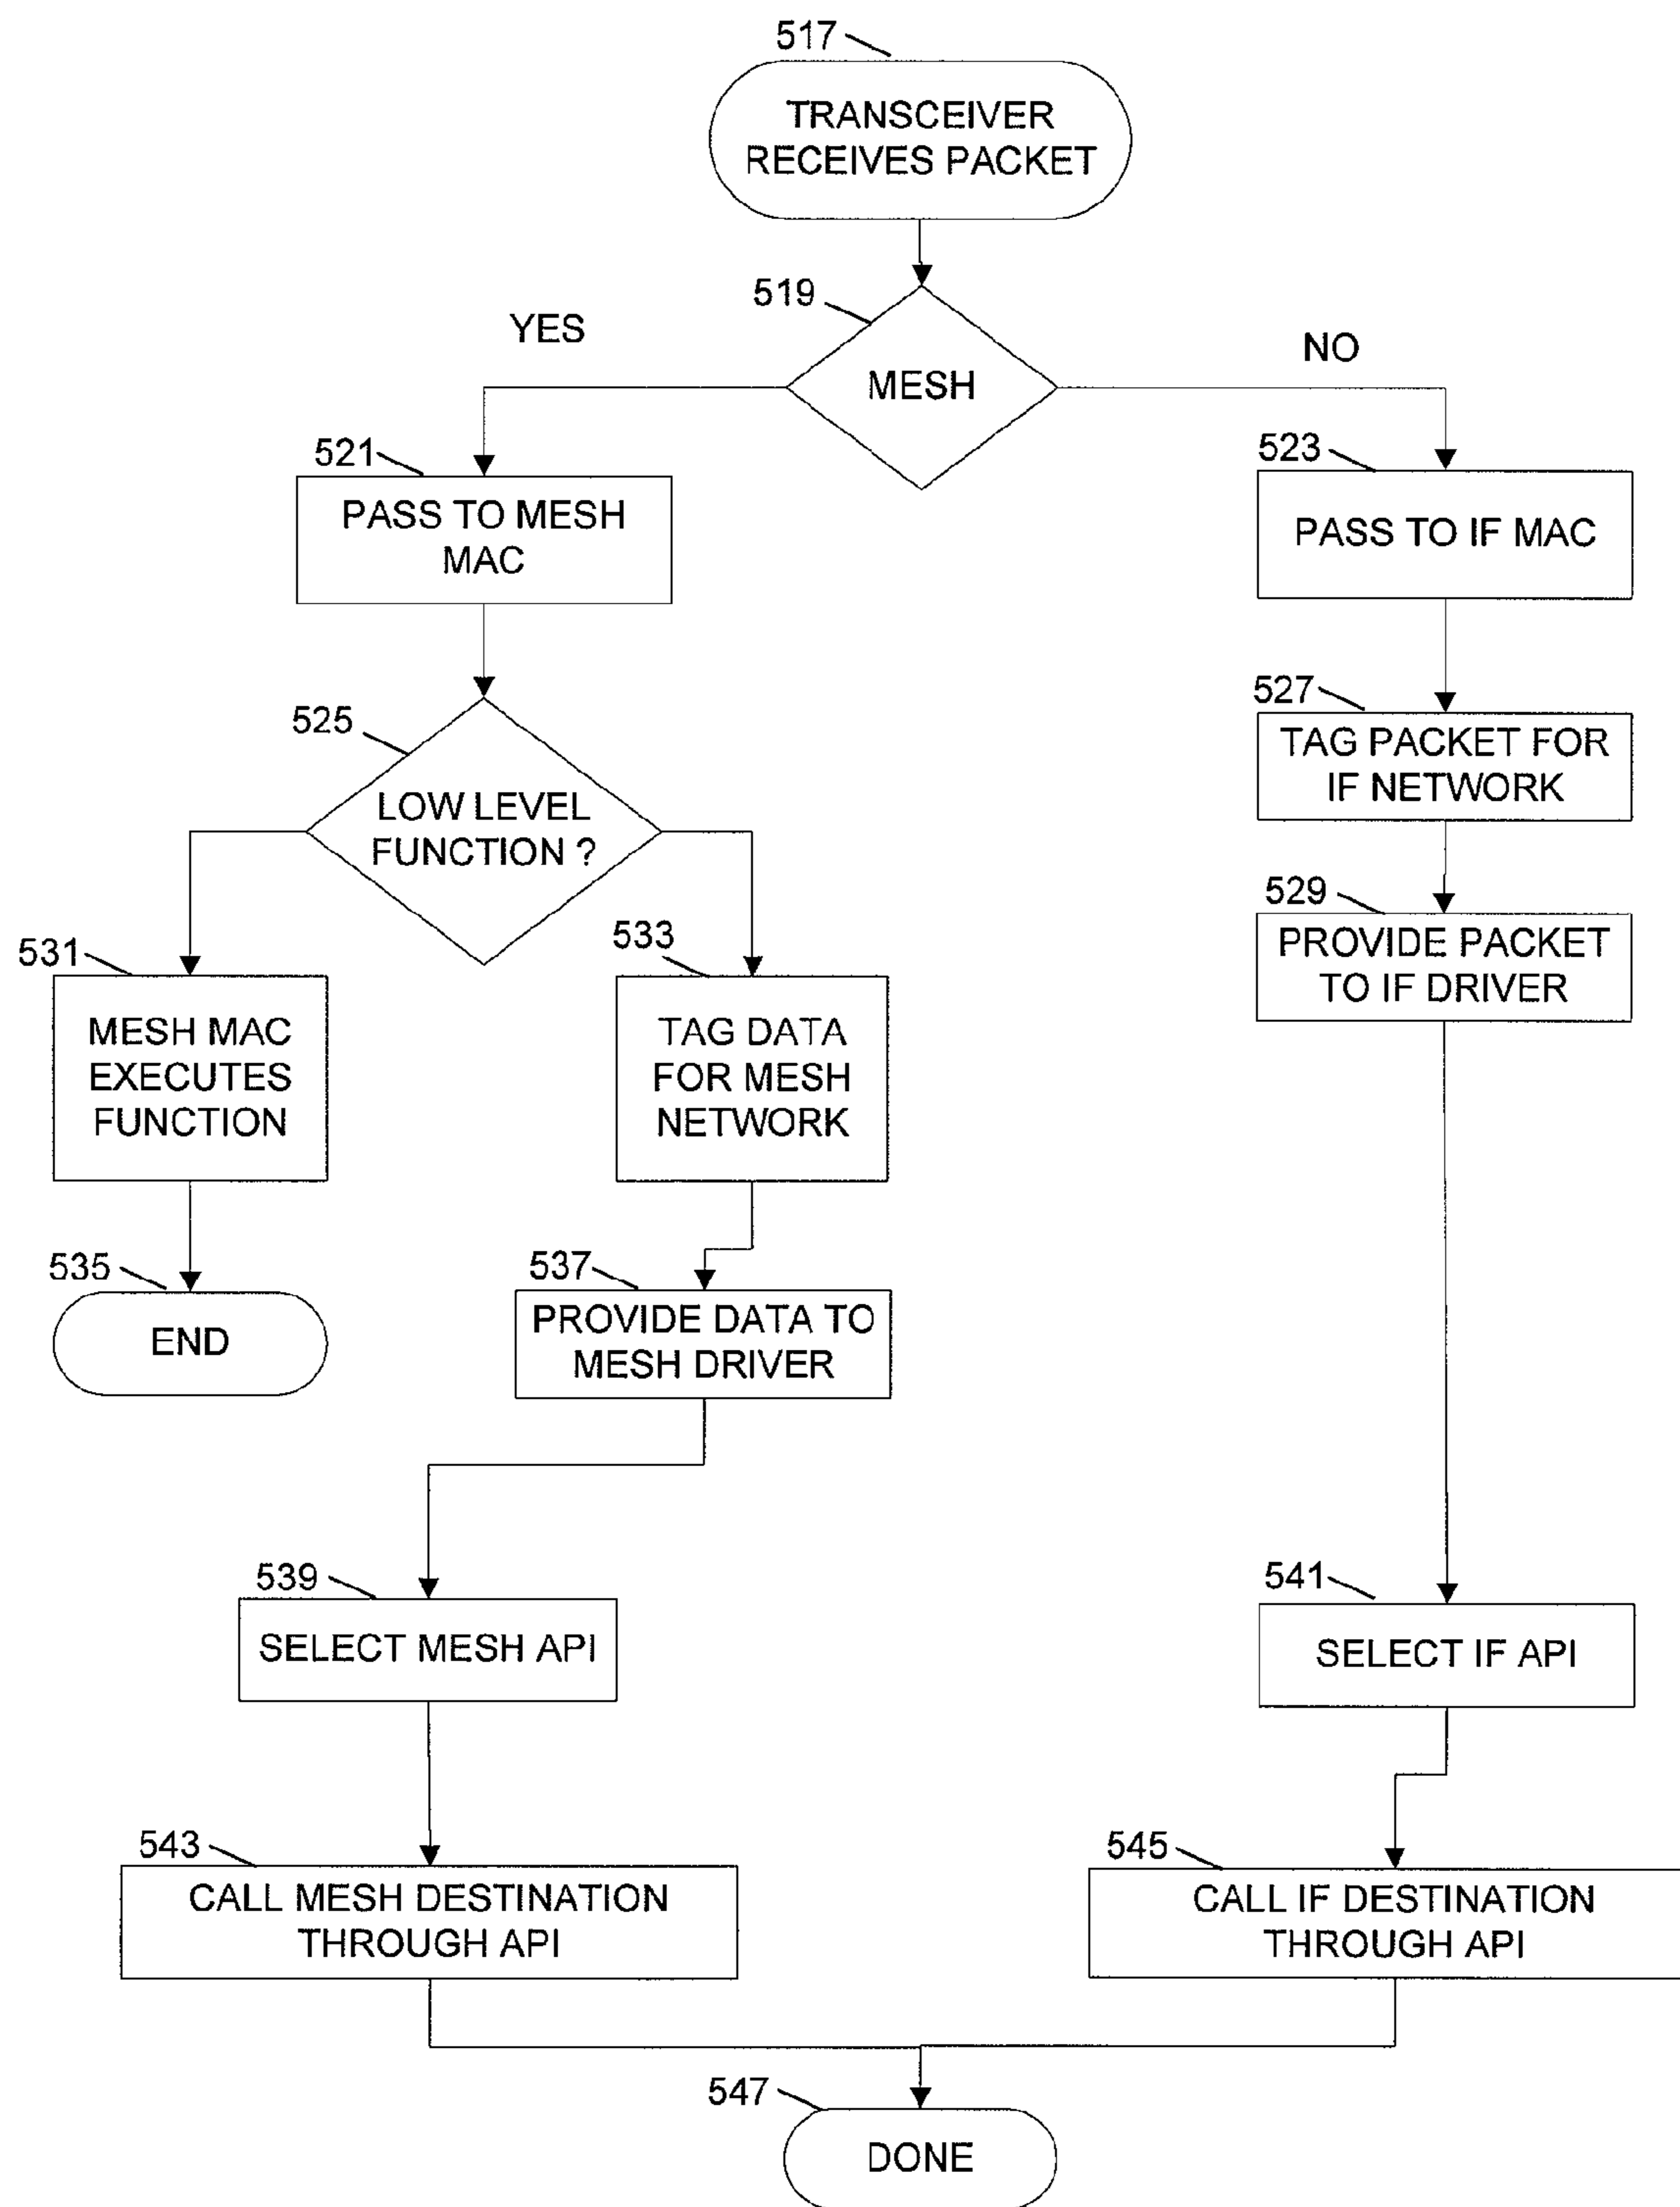 517
TRANSCEIVER
RECEIVES PACKET
519
YES
NO
MESH
521
PASS TO MESH
MAC
523
PASS TO IF MAC
525
LOW LEVEL
FUNCTION ?
527
TAG PACKET FOR
IF NETWORK
529
PROVIDE PACKET
TO IF DRIVER
531
MESH MAC
EXECUTES
FUNCTION
533
TAG DATA
FOR MESH
NETWORK
535
END
537
PROVIDE DATA TO
MESH DRIVER
539
SELECT MESH API
541
SELECT IF API
543
CALL MESH DESTINATION
THROUGH API
545
CALL IF DESTINATION
THROUGH API
547
DONE